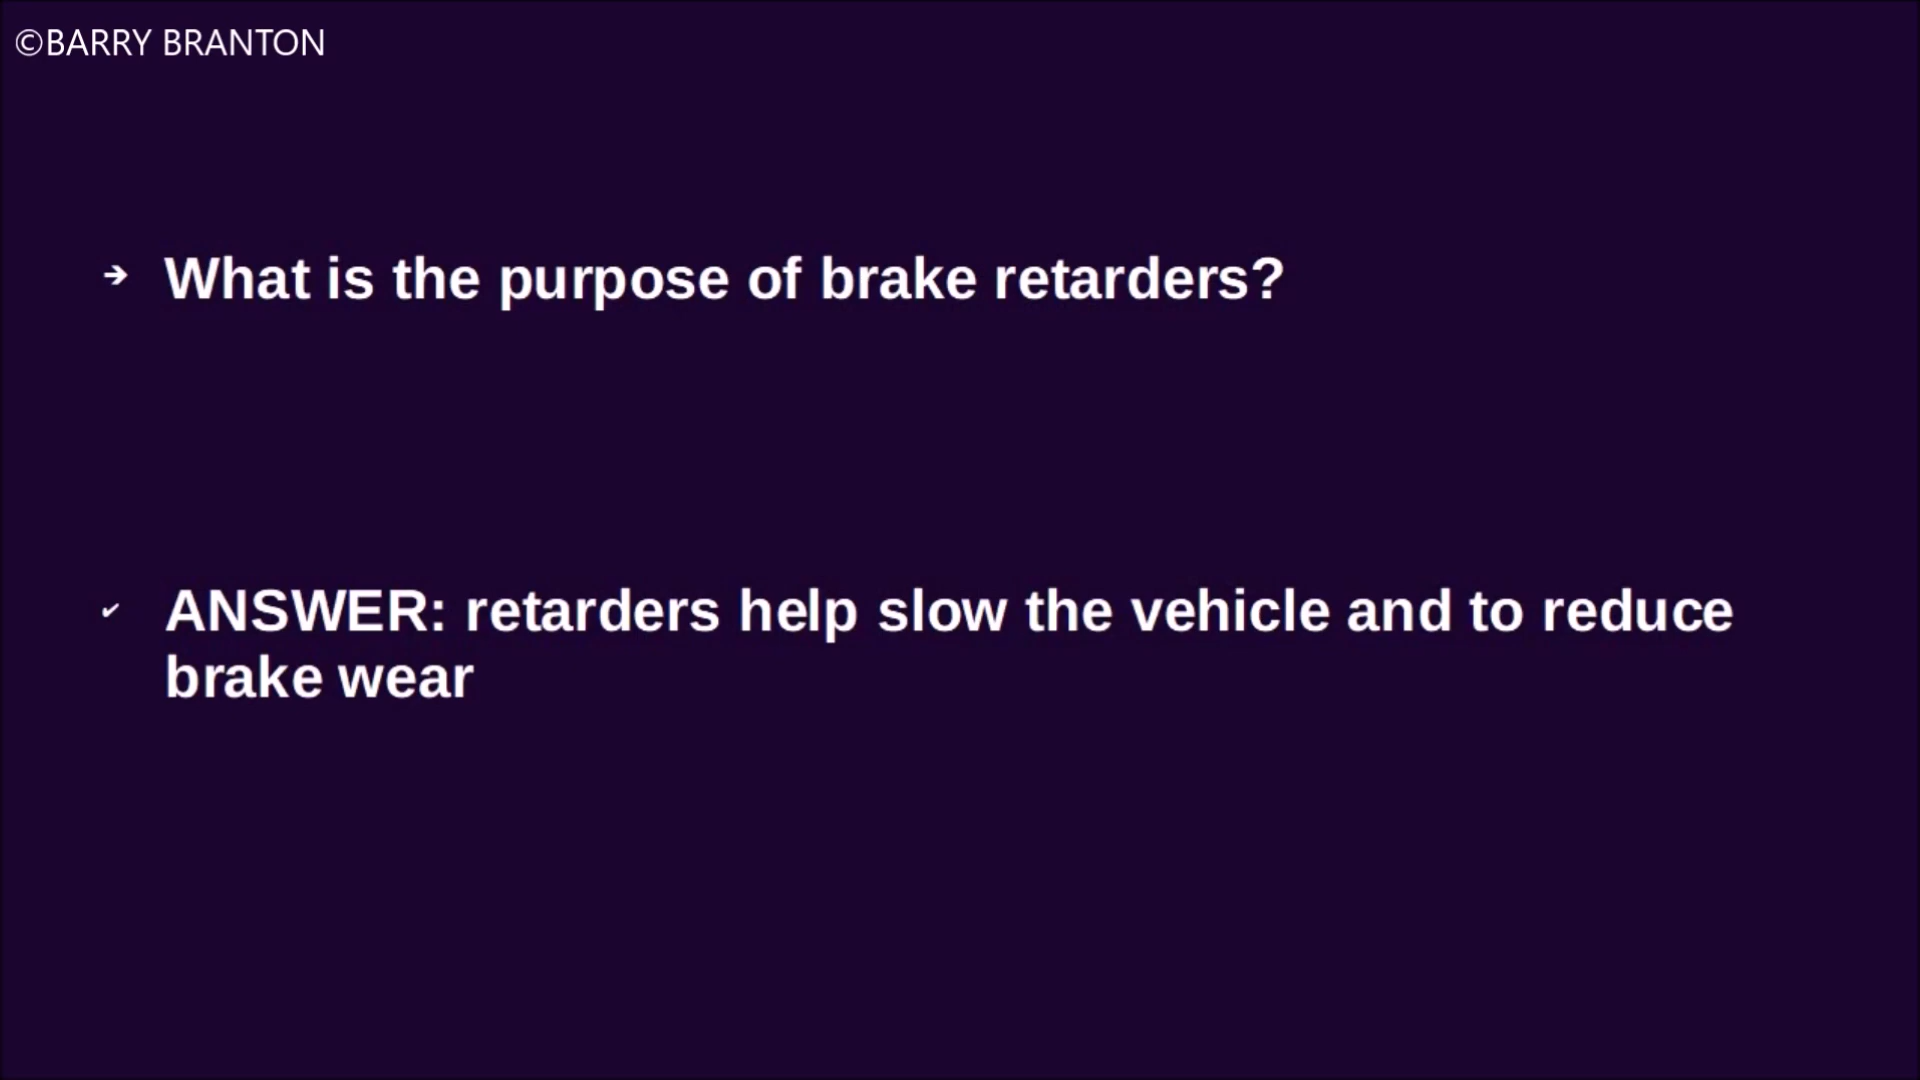 ©BARRY BRANTON
➔ What is the purpose of brake retarders?
✔ ANSWER: retarders help slow the vehicle and to reduce
brake wear